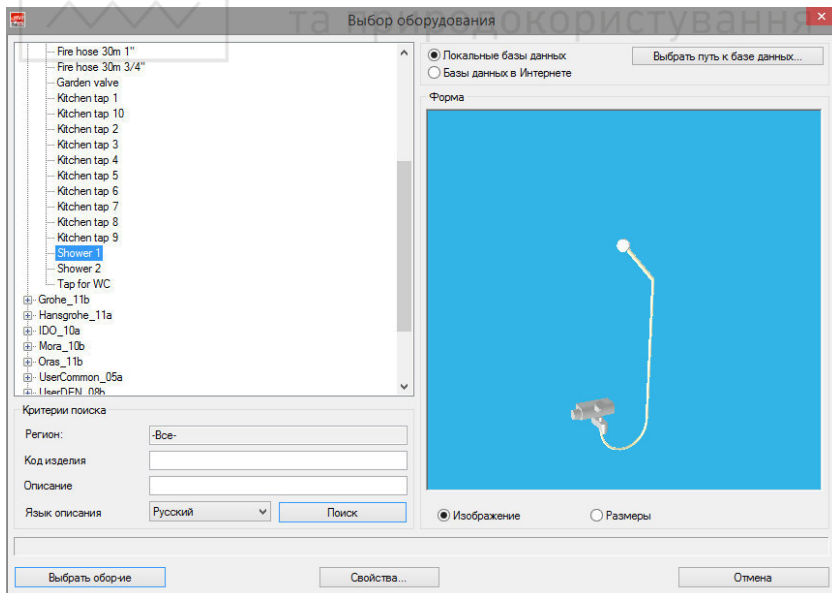 та природокористування
Выбор оборудования
Fire hose 30m 1"
Fire hose 30m 3/4"
Garden valve
Kitchen tap 1
Kitchen tap 10
Kitchen tap 2
Kitchen tap 3
Kitchen tap 4
Kitchen tap 5
Kitchen tap 6
Kitchen tap 7
Kitchen tap 8
Kitchen tap 9
Shower 1
Shower 2
Tap for WC
Grohe_11b
Hansgrohe_11a
IDO_10a
Mora_10b
Oras_11b
UserCommon_05a
UserDEN_08b
Критерии поиска
Регион: -Все-
Код изделия
Описание
Язык описания Русский Поиск
Локальные базы данных Выбрать путь к базе данных...
Базы данных в Интернете
Форма
Изображение Размеры
Выбрать обор-ие Свойства... Отмена